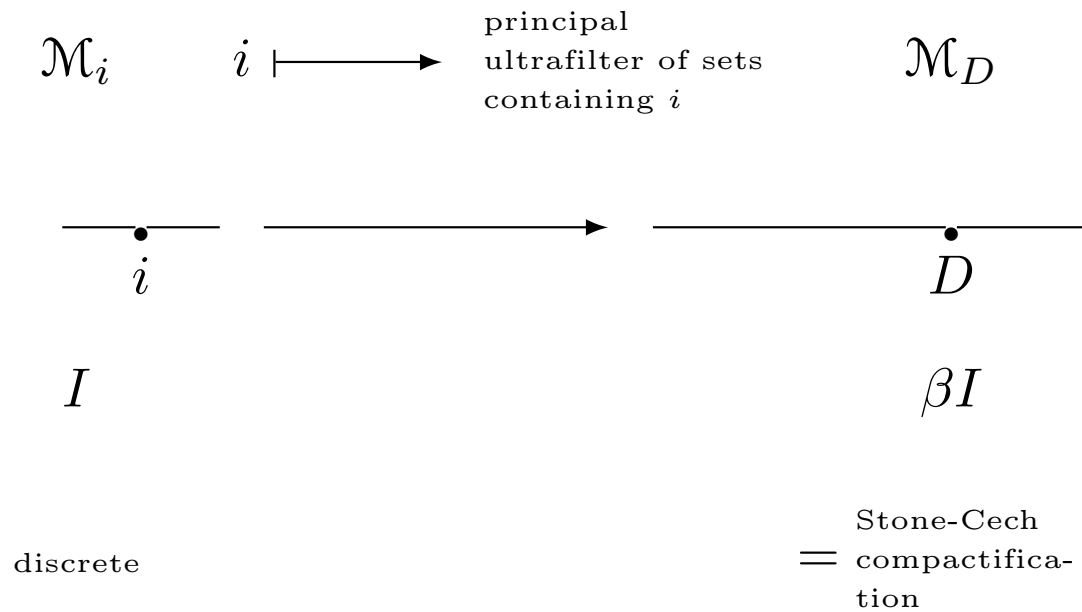 𝔐_i i ⟼ principal
ultrafilter of sets
containing i
𝔐_D
i
D
I
βI
discrete
= Stone-Cech
compactifica-
tion